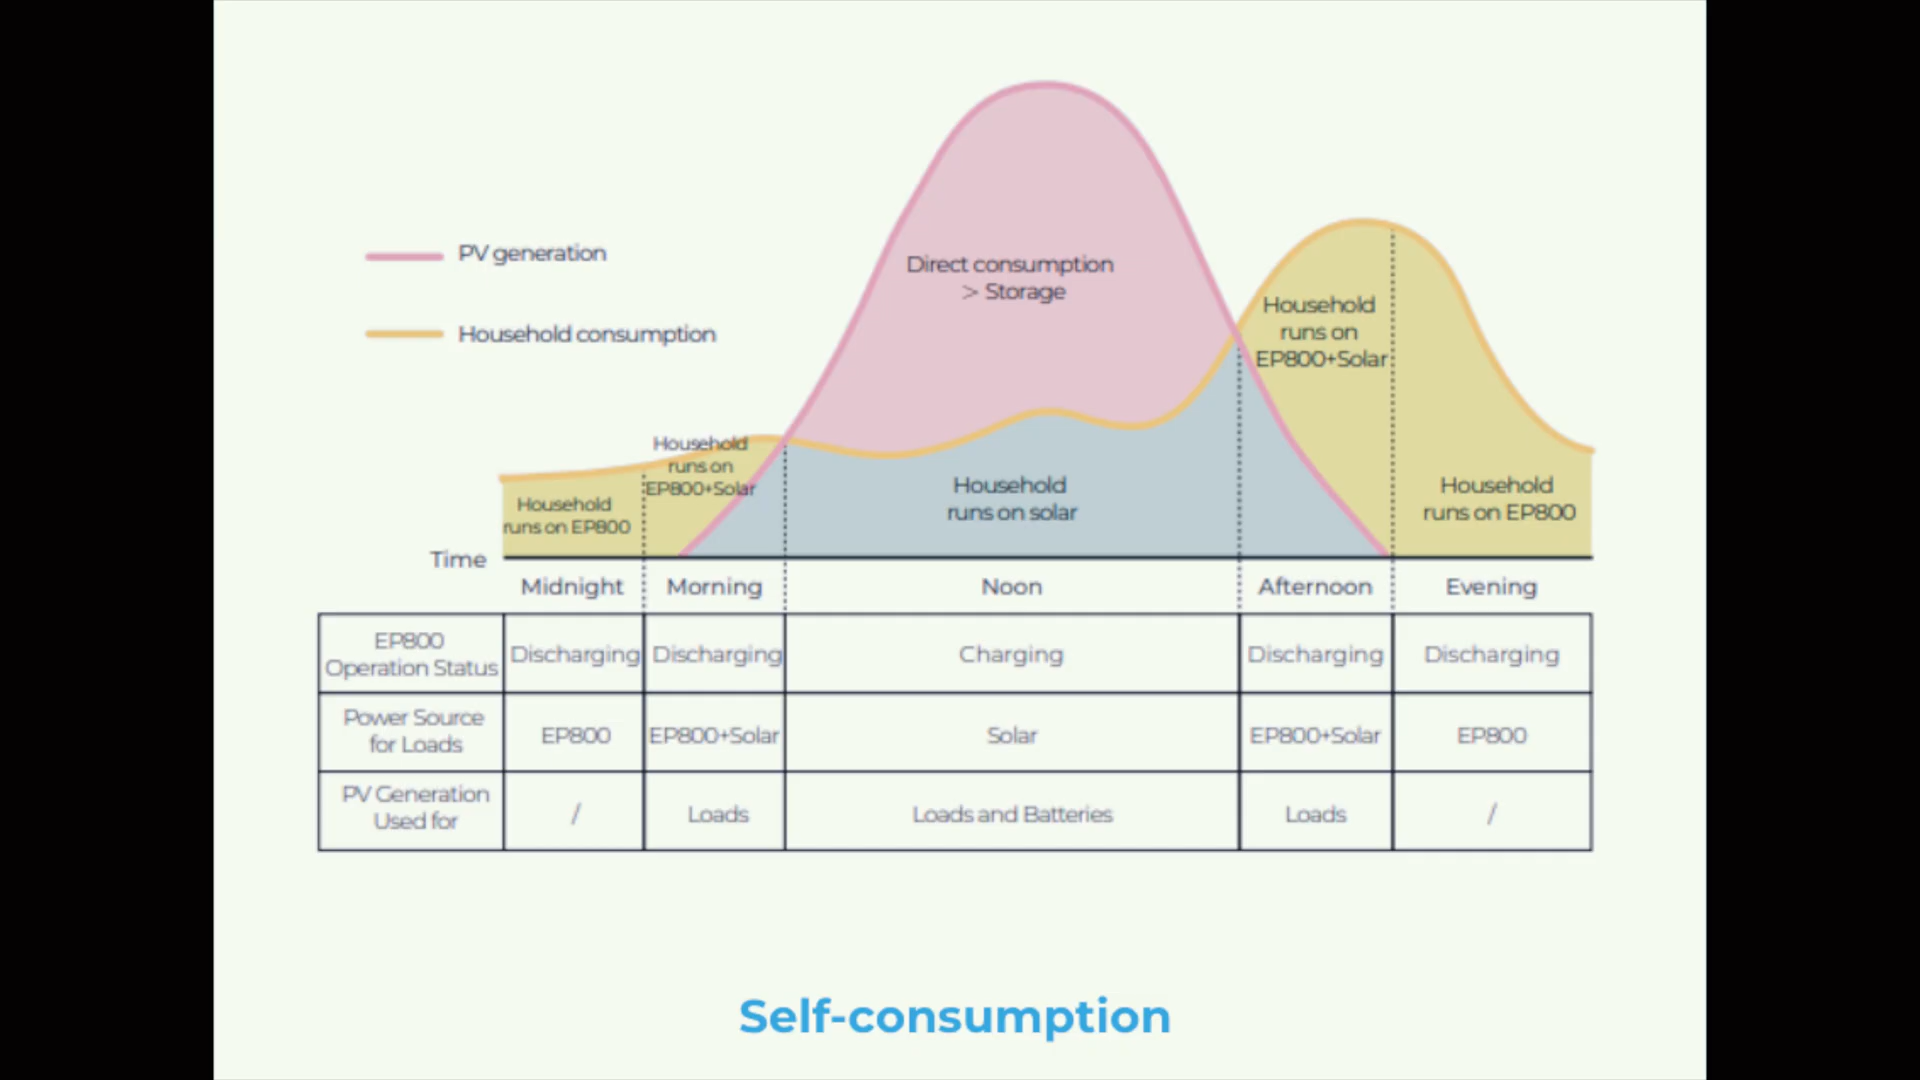 PV generation
Household consumption
Direct consumption
> Storage
Household
runs on
EP800+Solar
Household
runs on
EP800+Solar
Household
runs on EP800
Household
runs on solar
Household
runs on EP800
Time
Midnight
Morning
Noon
Afternoon
Evening
EP800
Operation Status
Discharging
Discharging
Charging
Discharging
Discharging
Power Source
for Loads
EP800
EP800+Solar
Solar
EP800+Solar
EP800
PV Generation
Used for
/
Loads
Loads and Batteries
Loads
/
Self-consumption